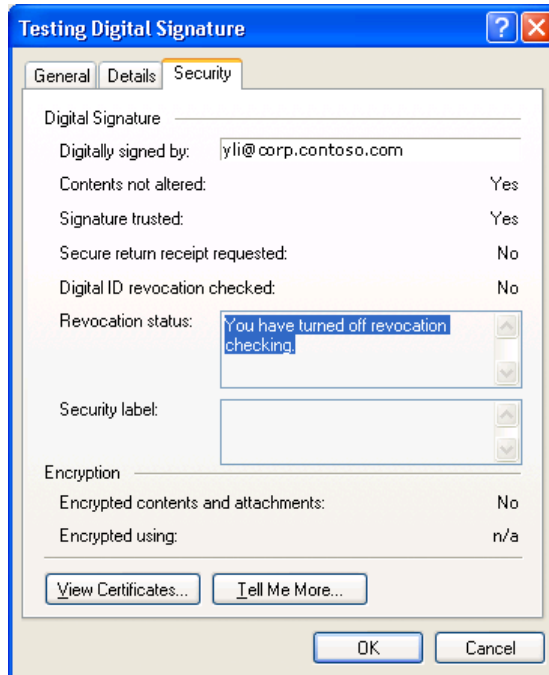 Testing Digital Signature
General Details Security
Digital Signature
Digitally signed by: yli@corp.contoso.com
Contents not altered: Yes
Signature trusted: Yes
Secure return receipt requested: No
Digital ID revocation checked: No
Revocation status: You have turned off revocation
checking.
Security label:
Encryption
Encrypted contents and attachments: No
Encrypted using: n/a
View Certificates... Tell Me More...
OK Cancel